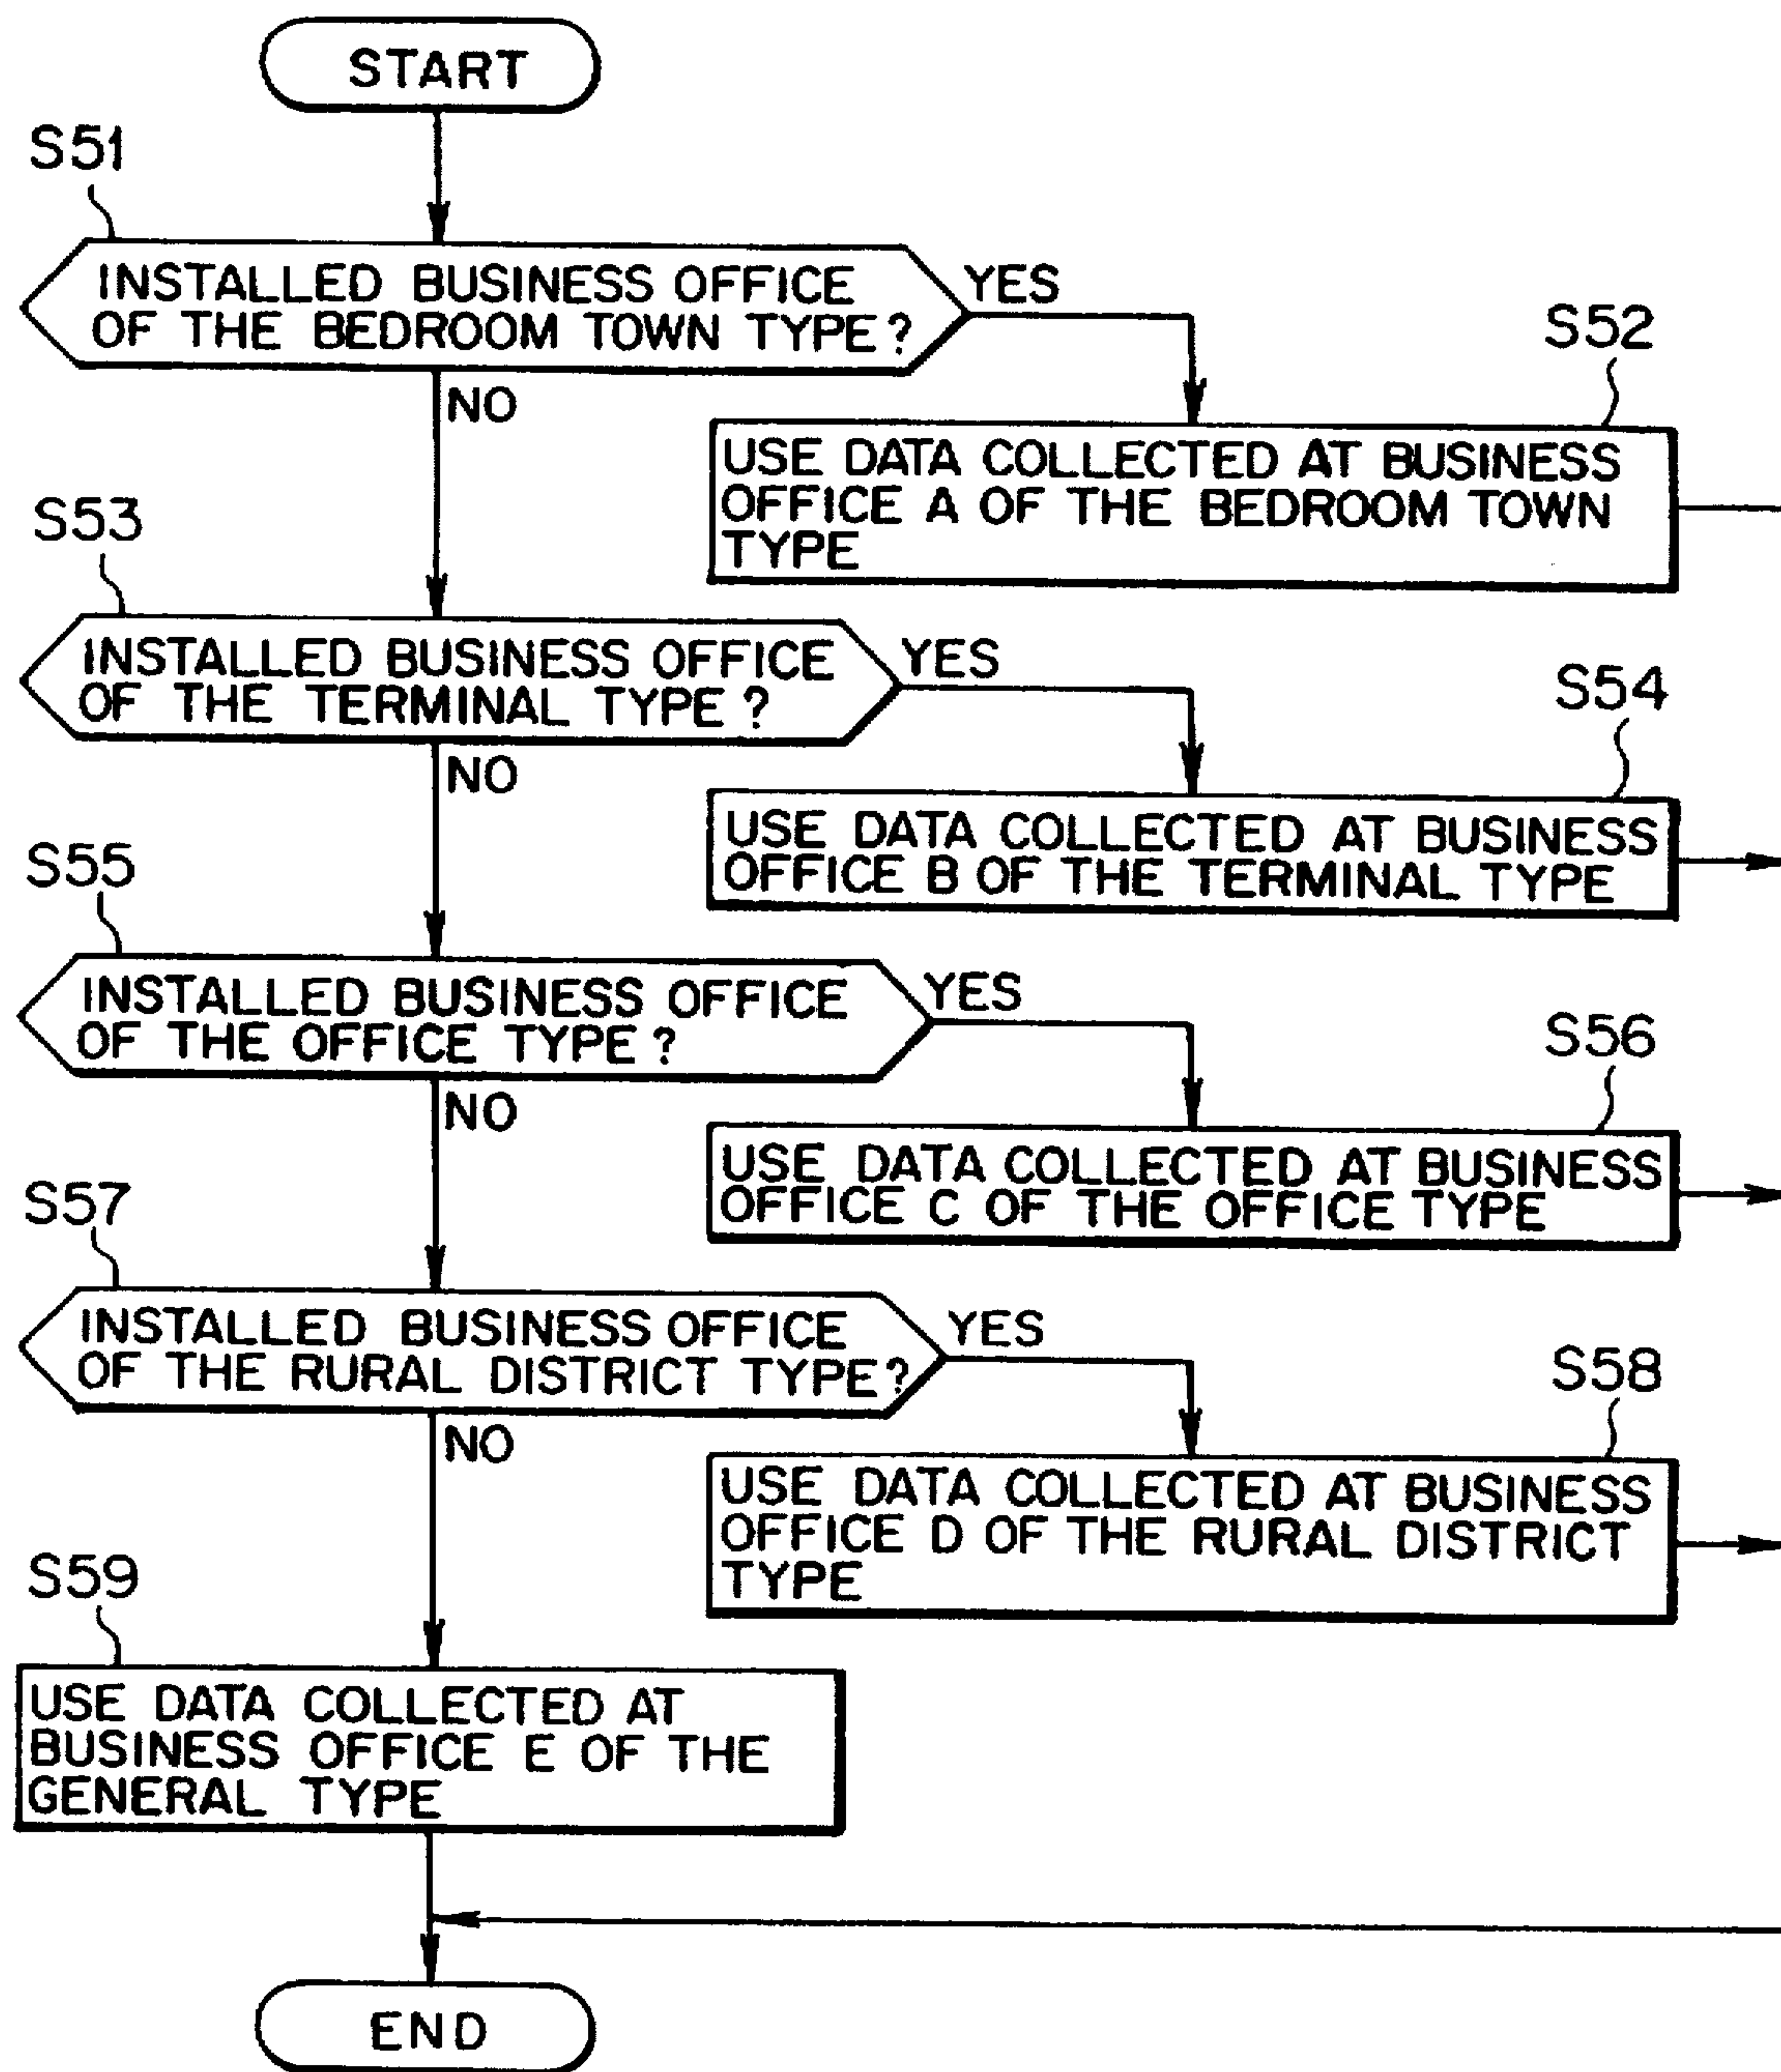 START
S51
INSTALLED BUSINESS OFFICE
OF THE BEDROOM TOWN TYPE?
YES
NO
S52
USE DATA COLLECTED AT BUSINESS
OFFICE A OF THE BEDROOM TOWN
TYPE
S53
INSTALLED BUSINESS OFFICE
OF THE TERMINAL TYPE?
YES
NO
S54
USE DATA COLLECTED AT BUSINESS
OFFICE B OF THE TERMINAL TYPE
S55
INSTALLED BUSINESS OFFICE
OF THE OFFICE TYPE?
YES
NO
S56
USE DATA COLLECTED AT BUSINESS
OFFICE C OF THE OFFICE TYPE
S57
INSTALLED BUSINESS OFFICE
OF THE RURAL DISTRICT TYPE?
YES
NO
S58
USE DATA COLLECTED AT BUSINESS
OFFICE D OF THE RURAL DISTRICT
TYPE
S59
USE DATA COLLECTED AT
BUSINESS OFFICE E OF THE
GENERAL TYPE
END